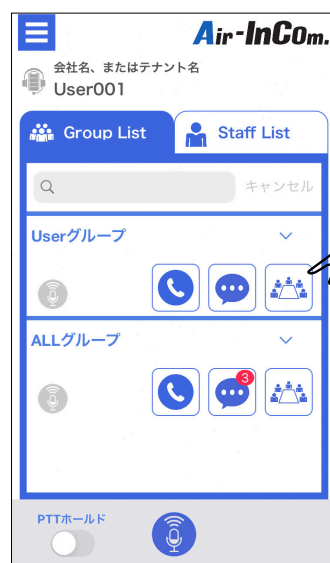 Air-InCom.
会社名、またはテナント名
User001
Group List
Staff List
キャンセル
Userグループ
ALLグループ
3
PTTホールド